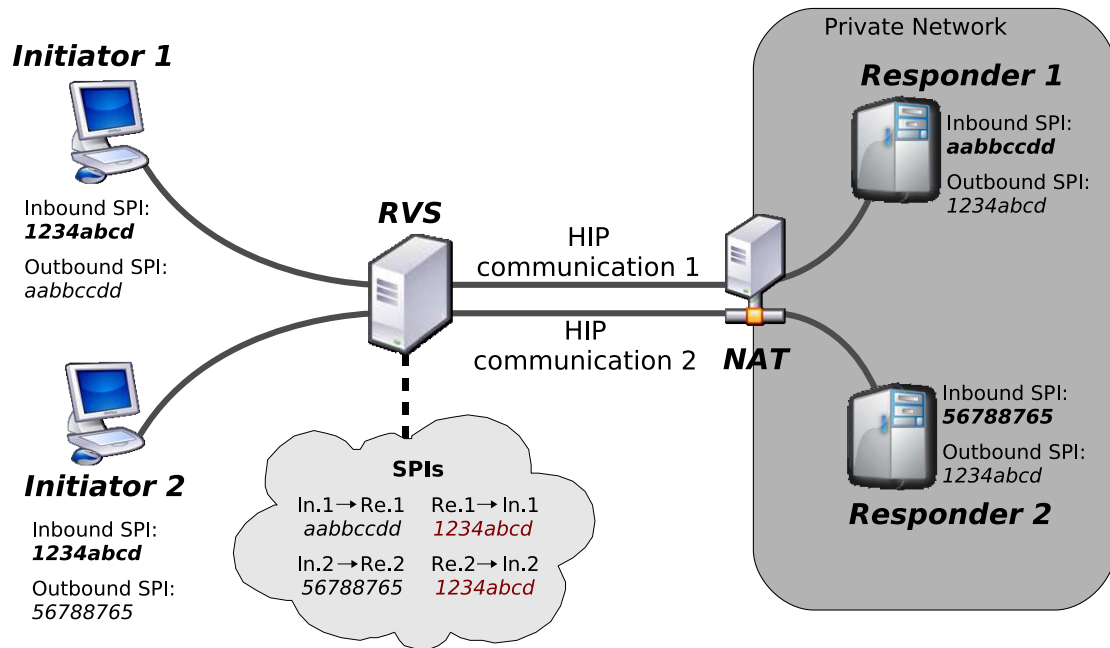 Private Network
Initiator 1
Inbound SPI:
1234abcd
Outbound SPI:
aabbccdd
RVS
HIP
communication 1
HIP
communication 2
NAT
Responder 1
Inbound SPI:
aabbccdd
Outbound SPI:
1234abcd
Initiator 2
Inbound SPI:
1234abcd
Outbound SPI:
56788765
SPIs
In.1→Re.1 Re.1→In.1
aabbccdd 1234abcd
In.2→Re.2 Re.2→In.2
56788765 1234abcd
Inbound SPI:
56788765
Outbound SPI:
1234abcd
Responder 2